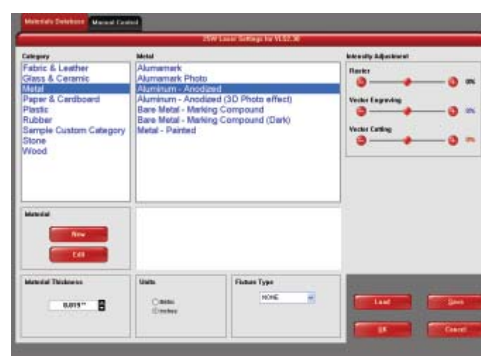 Materials Database Manual Control
25W Laser Settings for VLS2.30
Category
Fabric & Leather
Glass & Ceramic
Metal
Paper & Cardboard
Plastic
Rubber
Sample Custom Category
Stone
Wood
Metal
Alumamark
Alumamark Photo
Aluminum - Anodized
Aluminum - Anodized (3D Photo effect)
Bare Metal - Marking Compound
Bare Metal - Marking Compound (Dark)
Metal - Painted
Intensity Adjustment
Raster
0%
Vector Engraving
0%
Vector Cutting
0%
Material
New
Edit
Material Thickness
0.019"
Units
Metric
Inches
Fixture Type
NONE
Load
Save
OK
Cancel